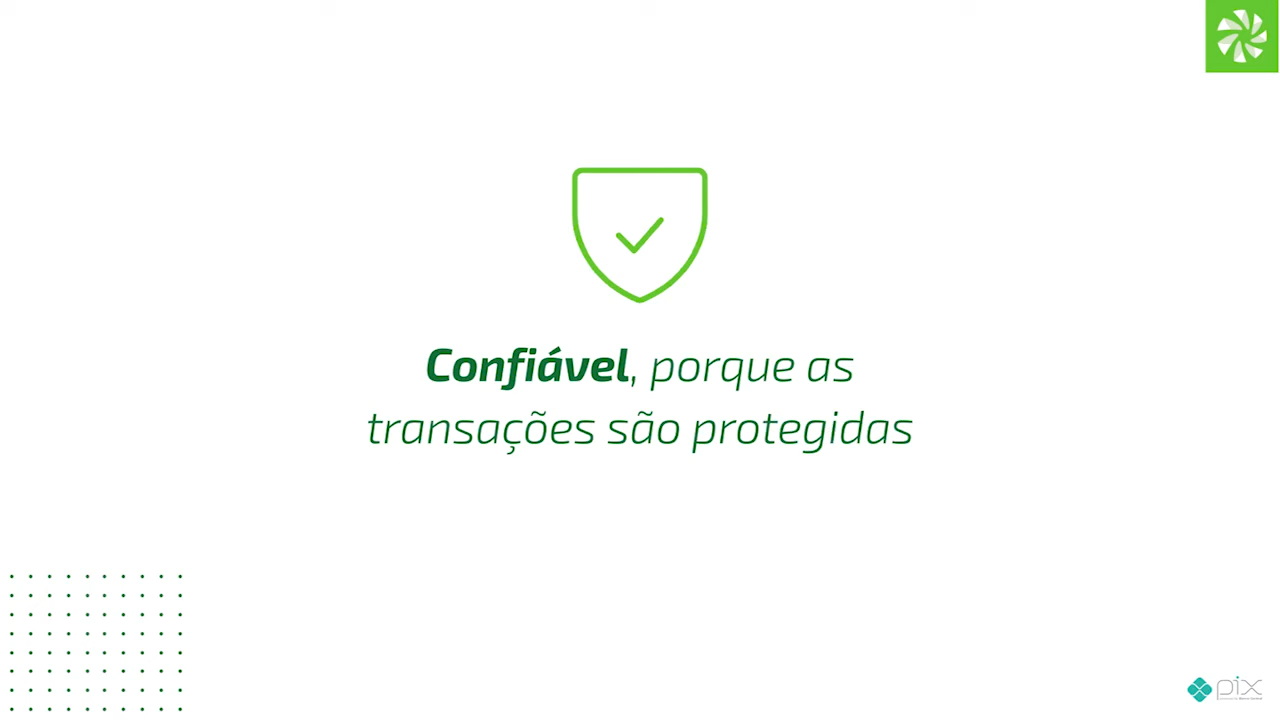 Confiável, porque as
transações são protegidas
pix